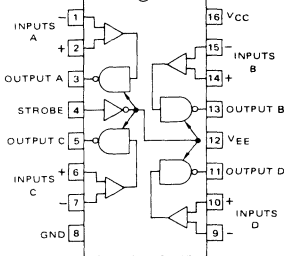 INPUTS A
- 1
+ 2
OUTPUT A 3
STROBE 4
OUTPUT C 5
INPUTS C
+ 6
- 7
GND 8
16 VCC
15 -
INPUTS B
14 +
13 OUTPUT B
12 VEE
11 OUTPUT D
10 +
INPUTS D
9 -